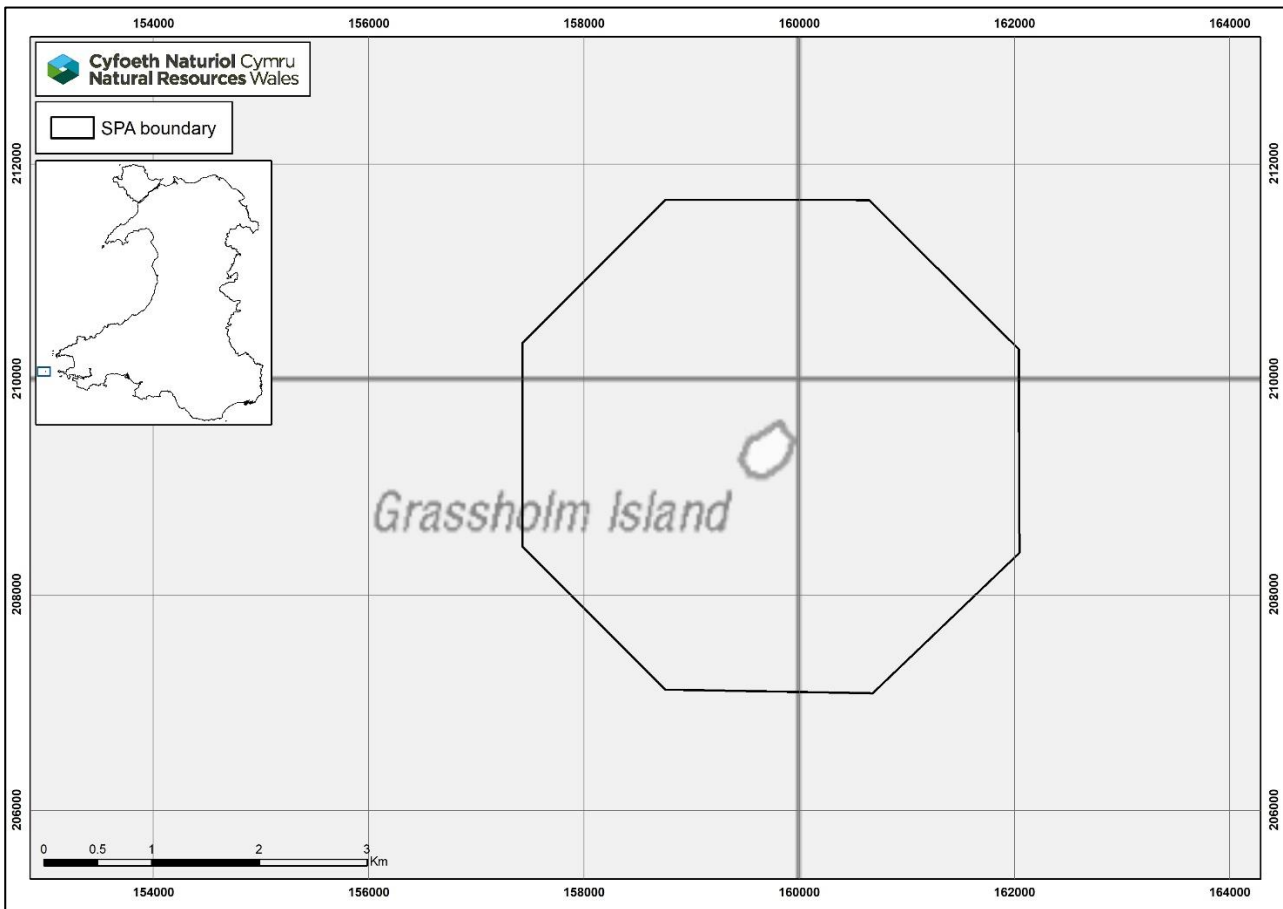 154000 156000 158000 160000 162000 164000
Cyfoeth Naturiol Cymru
Natural Resources Wales
SPA boundary
212000 212000
210000 210000
Grassholm Island
208000 208000
206000 206000
0 0.5 1 2 3
Km
154000 156000 158000 160000 162000 164000